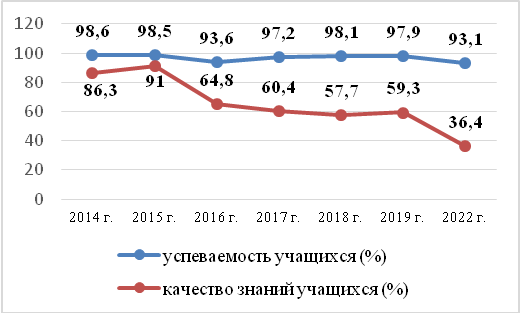 120
98,6 98,5 93,6 97,2 98,1 97,9 93,1
100
80
86,3 91 64,8 60,4 57,7 59,3 36,4
60
40
20
0
2014 г. 2015 г. 2016 г. 2017 г. 2018 г. 2019 г. 2022 г.
успеваемость учащихся (%)
качество знаний учащихся (%)